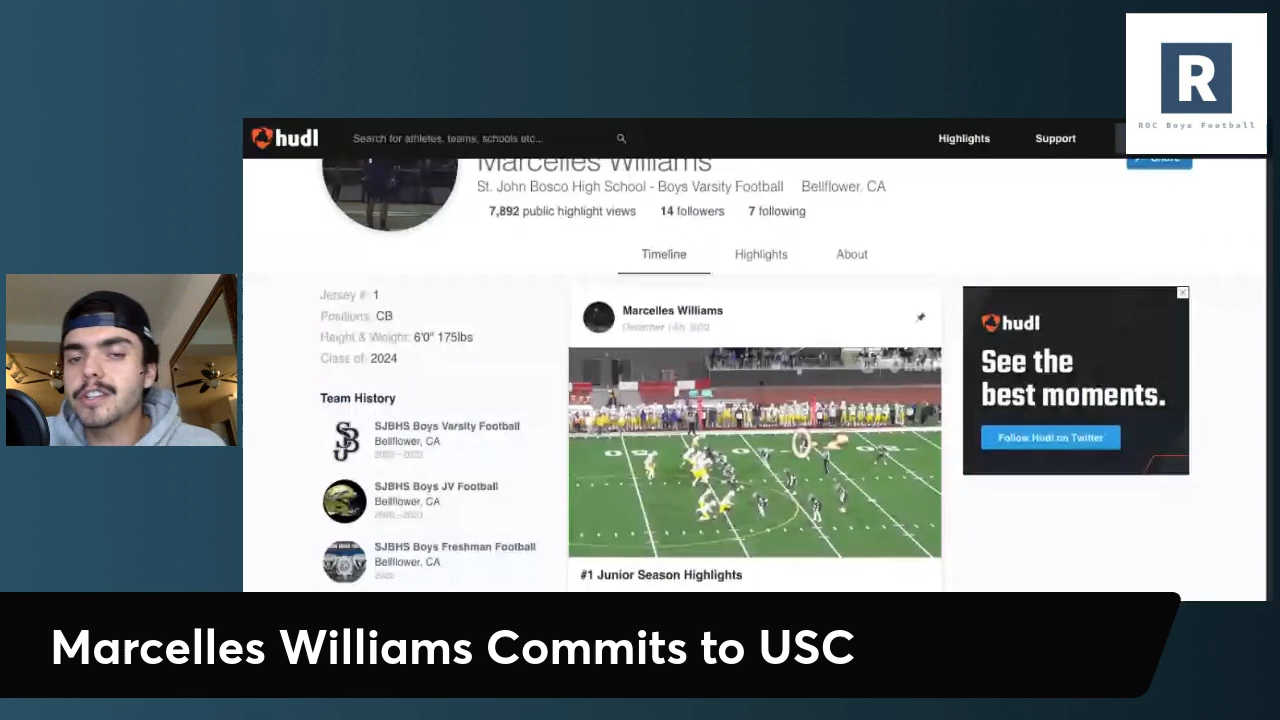 R
ROC Boys Football
hudl
Search for athletes, teams, schools etc...
Highlights
Support
Share
Marcelles Williams
St. John Bosco High School - Boys Varsity Football Bellflower, CA
7,892 public highlight views 14 followers 7 following
Timeline
Highlights
About
Jersey #: 1
Positions: CB
Height & Weight: 6'0" 175lbs
Class of: 2024
Team History
SJBHS Boys Varsity Football
Bellflower, CA
SJBHS Boys JV Football
Bellflower, CA
SJBHS Boys Freshman Football
Bellflower, CA
Marcelles Williams
#1 Junior Season Highlights
hudl
See the
best moments.
Follow Hudl on Twitter
Marcelles Williams Commits to USC